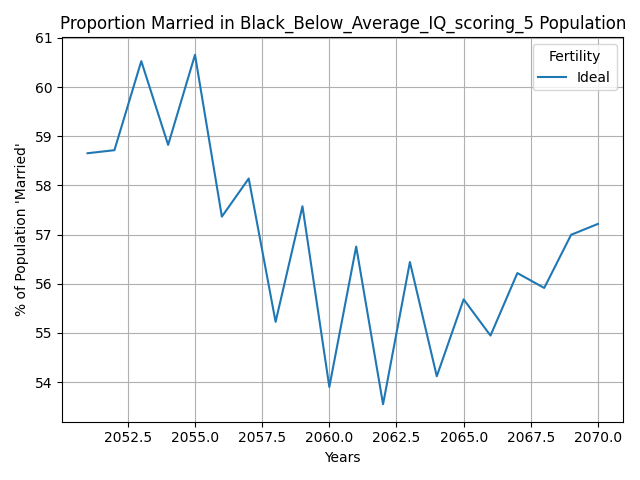 Proportion Married in Black_Below_Average_IQ_scoring_5 Population
61
60
59
58
57
56
55
54
% of Population 'Married'
Fertility
Ideal
2052.5 2055.0 2057.5 2060.0 2062.5 2065.0 2067.5 2070.0
Years